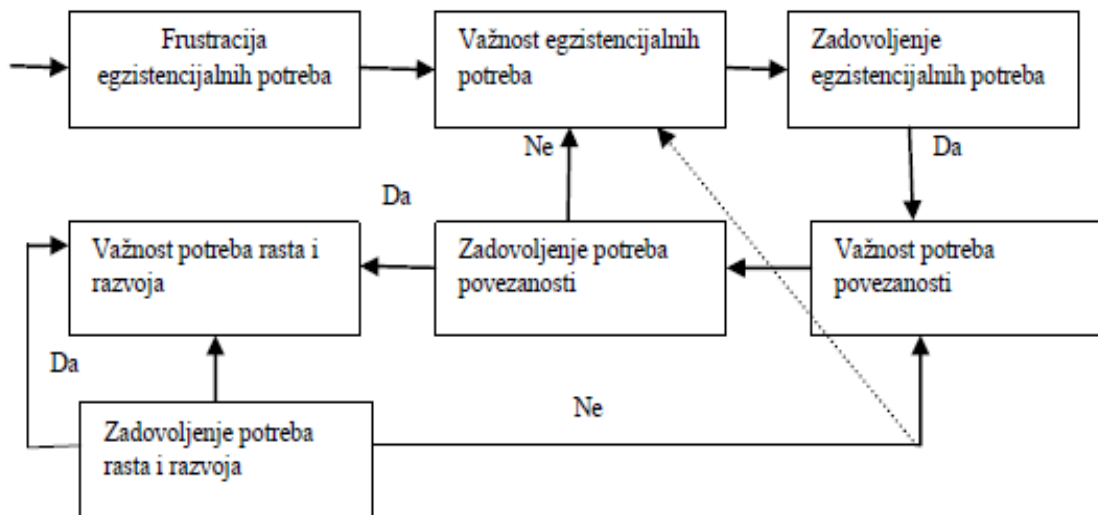 Frustracija
egzistencijalnih potreba
Važnost egzistencijalnih
potreba
Zadovoljenje
egzistencijalnih potreba
Ne
Da
Da
Važnost potreba rasta i
razvoja
Zadovoljenje potreba
povezanosti
Važnost potreba
povezanosti
Da
Ne
Zadovoljenje potreba
rasta i razvoja